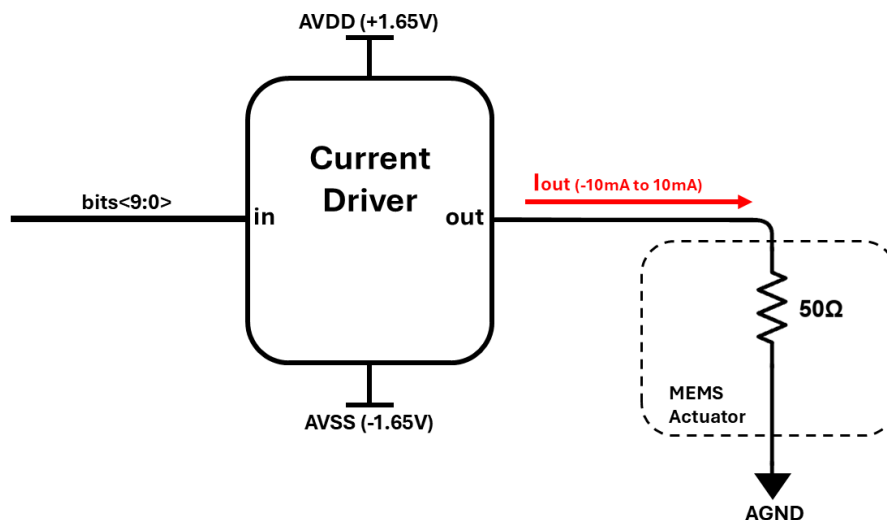 AVDD (+1.65V)
Current
Driver
bits<9:0>
in
out
Iout (-10mA to 10mA)
50Ω
MEMS
Actuator
AVSS (-1.65V)
AGND